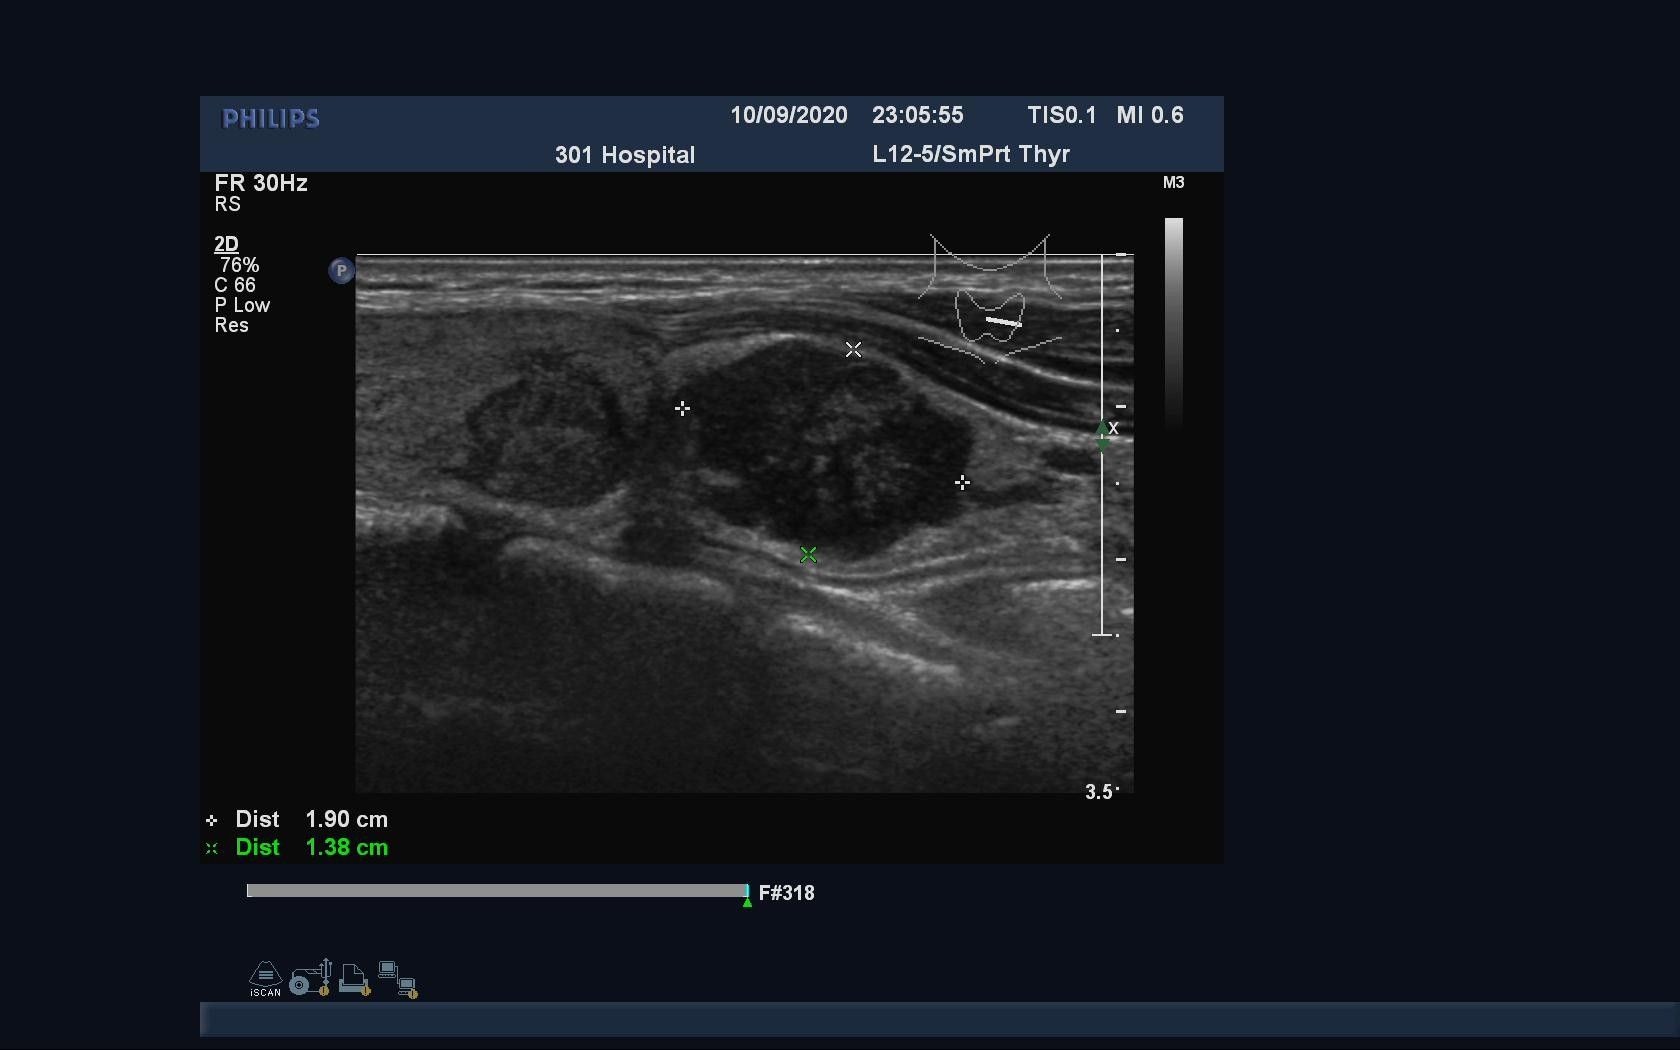 PHILIPS
10/09/2020 23:05:55 TIS0.1 MI 0.6
301 Hospital L12-5/SmPrt Thyr
FR 30Hz
RS
M3
2D
76%
C 66
P Low
Res
P
X
3.5
Dist 1.90 cm
Dist 1.38 cm
F#318
iSCAN